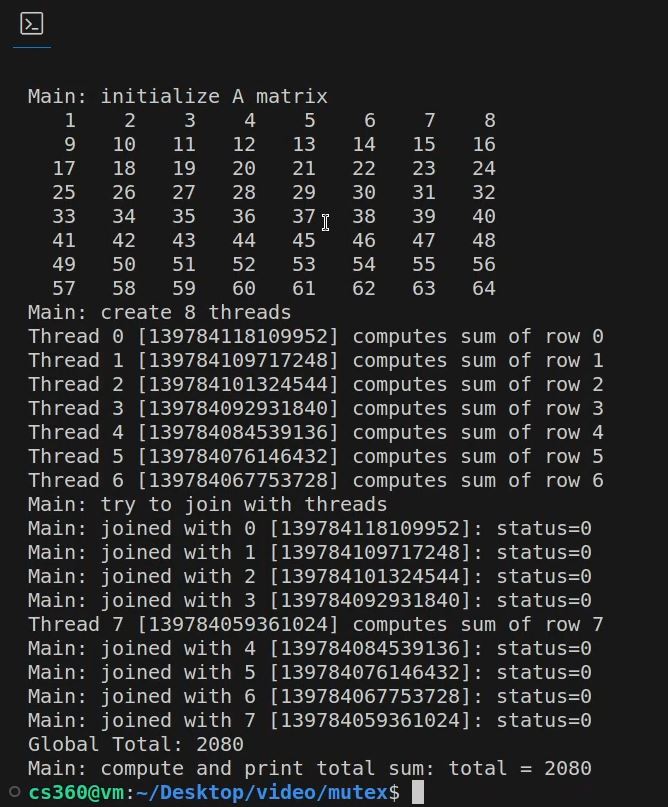 Main: initialize A matrix
1 2 3 4 5 6 7 8
9 10 11 12 13 14 15 16
17 18 19 20 21 22 23 24
25 26 27 28 29 30 31 32
33 34 35 36 37 38 39 40
41 42 43 44 45 46 47 48
49 50 51 52 53 54 55 56
57 58 59 60 61 62 63 64
Main: create 8 threads
Thread 0 [139784118109952] computes sum of row 0
Thread 1 [139784109717248] computes sum of row 1
Thread 2 [139784101324544] computes sum of row 2
Thread 3 [139784092931840] computes sum of row 3
Thread 4 [139784084539136] computes sum of row 4
Thread 5 [139784076146432] computes sum of row 5
Thread 6 [139784067753728] computes sum of row 6
Main: try to join with threads
Main: joined with 0 [139784118109952]: status=0
Main: joined with 1 [139784109717248]: status=0
Main: joined with 2 [139784101324544]: status=0
Main: joined with 3 [139784092931840]: status=0
Thread 7 [139784059361024] computes sum of row 7
Main: joined with 4 [139784084539136]: status=0
Main: joined with 5 [139784076146432]: status=0
Main: joined with 6 [139784067753728]: status=0
Main: joined with 7 [139784059361024]: status=0
Global Total: 2080
Main: compute and print total sum: total = 2080
cs360@vm:~/Desktop/video/mutex$